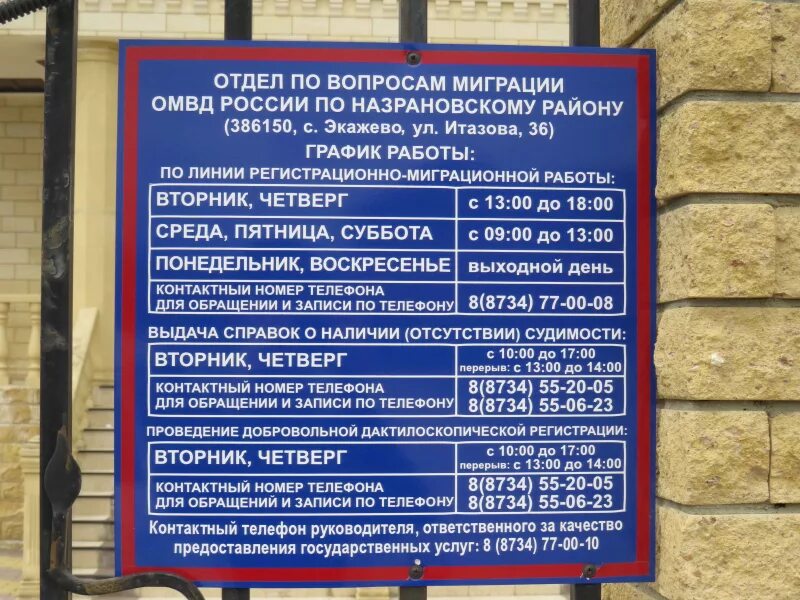 ОТДЕЛ ПО ВОПРОСАМ МИГРАЦИИ
ОМВД РОССИИ ПО НАЗРАНОВСКОМУ РАЙОНУ
(386150, с. Экажево, ул. Итазова, 36)
ГРАФИК РАБОТЫ:
ПО ЛИНИИ РЕГИСТРАЦИОННО-МИГРАЦИОННОЙ РАБОТЫ:
ВТОРНИК, ЧЕТВЕРГ с 13:00 до 18:00
СРЕДА, ПЯТНИЦА, СУББОТА с 09:00 до 13:00
ПОНЕДЕЛЬНИК, ВОСКРЕСЕНЬЕ выходной день
КОНТАКТНЫЙ НОМЕР ТЕЛЕФОНА
ДЛЯ ОБРАЩЕНИИ И ЗАПИСИ ПО ТЕЛЕФОНУ 8(8734) 77-00-08
ВЫДАЧА СПРАВОК О НАЛИЧИИ (ОТСУТСТВИИ) СУДИМОСТИ:
ВТОРНИК, ЧЕТВЕРГ с 10:00 до 17:00
перерыв: с 13:00 до 14:00
КОНТАКТНЫЙ НОМЕР ТЕЛЕФОНА 8(8734) 55-20-05
ДЛЯ ОБРАЩЕНИИ И ЗАПИСИ ПО ТЕЛЕФОНУ 8(8734) 55-06-23
ПРОВЕДЕНИЕ ДОБРОВОЛЬНОЙ ДАКТИЛОСКОПИЧЕСКОЙ РЕГИСТРАЦИИ:
ВТОРНИК, ЧЕТВЕРГ с 10:00 до 17:00
перерыв: с 13:00 до 14:00
КОНТАКТНЫЙ НОМЕР ТЕЛЕФОНА 8(8734) 55-20-05
ДЛЯ ОБРАЩЕНИИ И ЗАПИСИ ПО ТЕЛЕФОНУ 8(8734) 55-06-23
Контактный телефон руководителя, ответственного за качество
предоставления государственных услуг: 8 (8734) 77-00-10